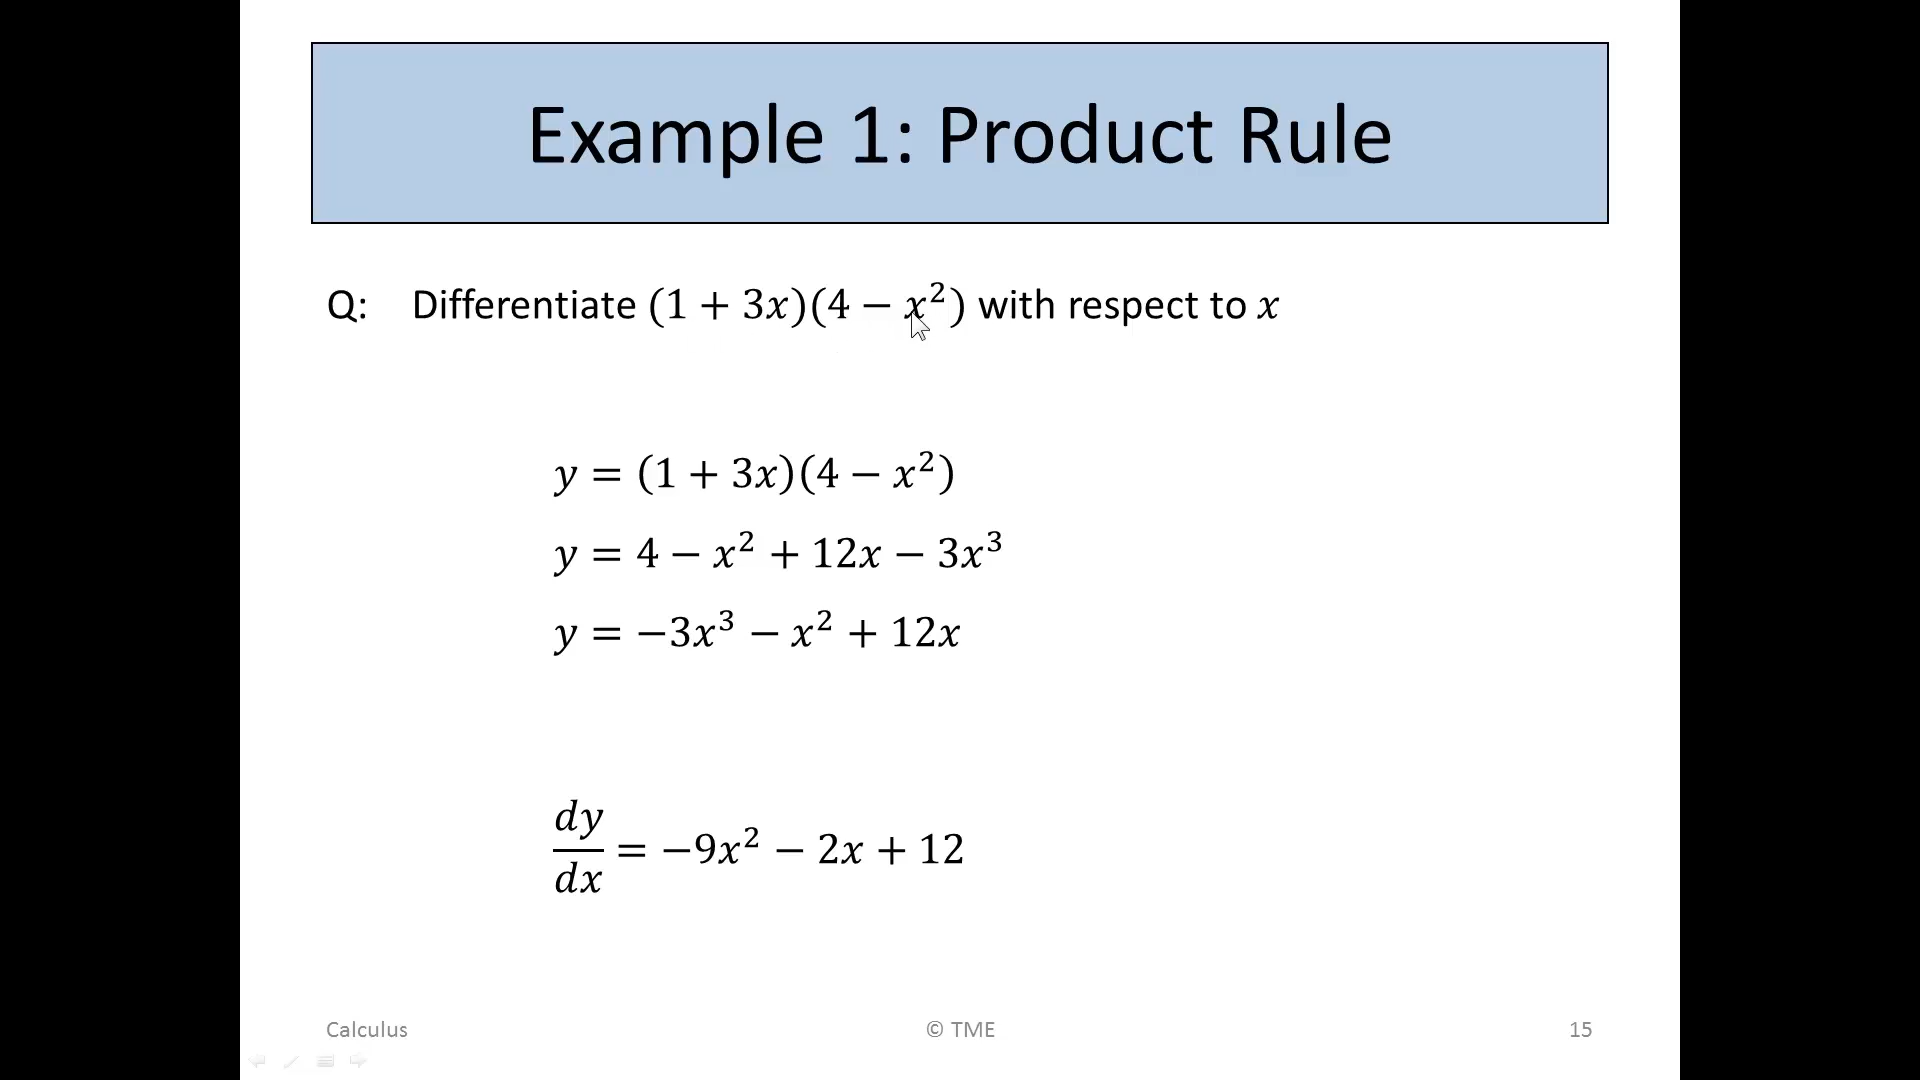 Example 1: Product Rule
Q: Differentiate (1 + 3x)(4 − x²) with respect to x
y = (1 + 3x)(4 − x²)
y = 4 − x² + 12x − 3x³
y = −3x³ − x² + 12x
dy/dx = −9x² − 2x + 12
Calculus © TME 15